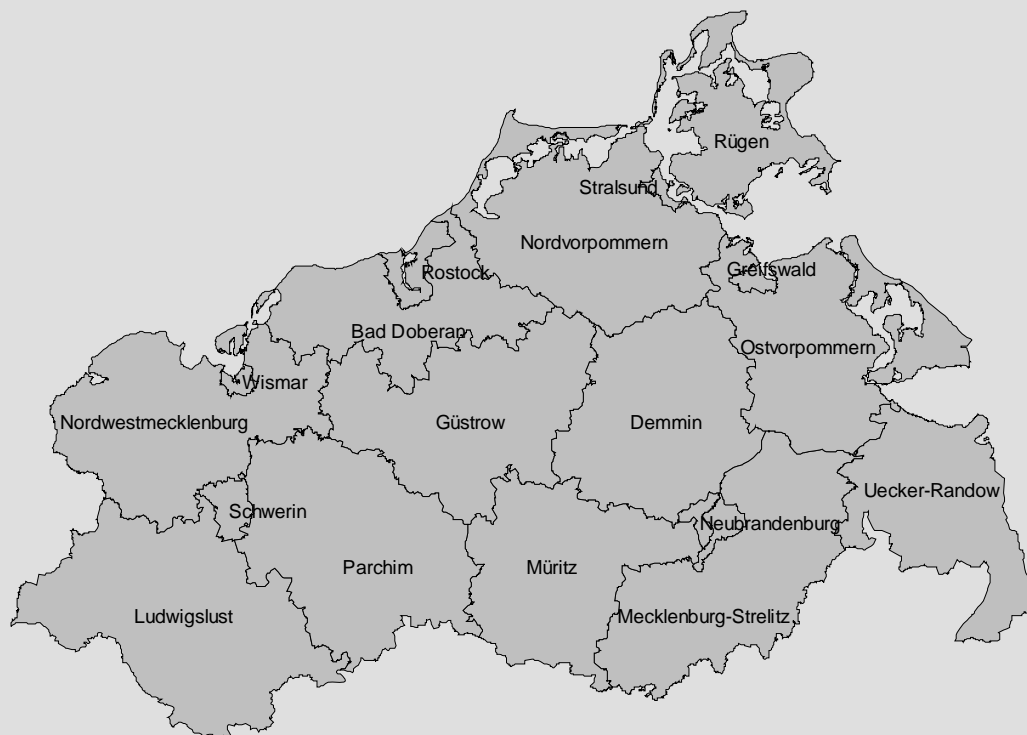 Rügen
Stralsund
Nordvorpommern
Greifswald
Rostock
Bad Doberan
Ostvorpommern
Wismar
Nordwestmecklenburg
Güstrow
Demmin
Uecker-Randow
Schwerin
Neubrandenburg
Parchim
Müritz
Ludwigslust
Mecklenburg-Strelitz